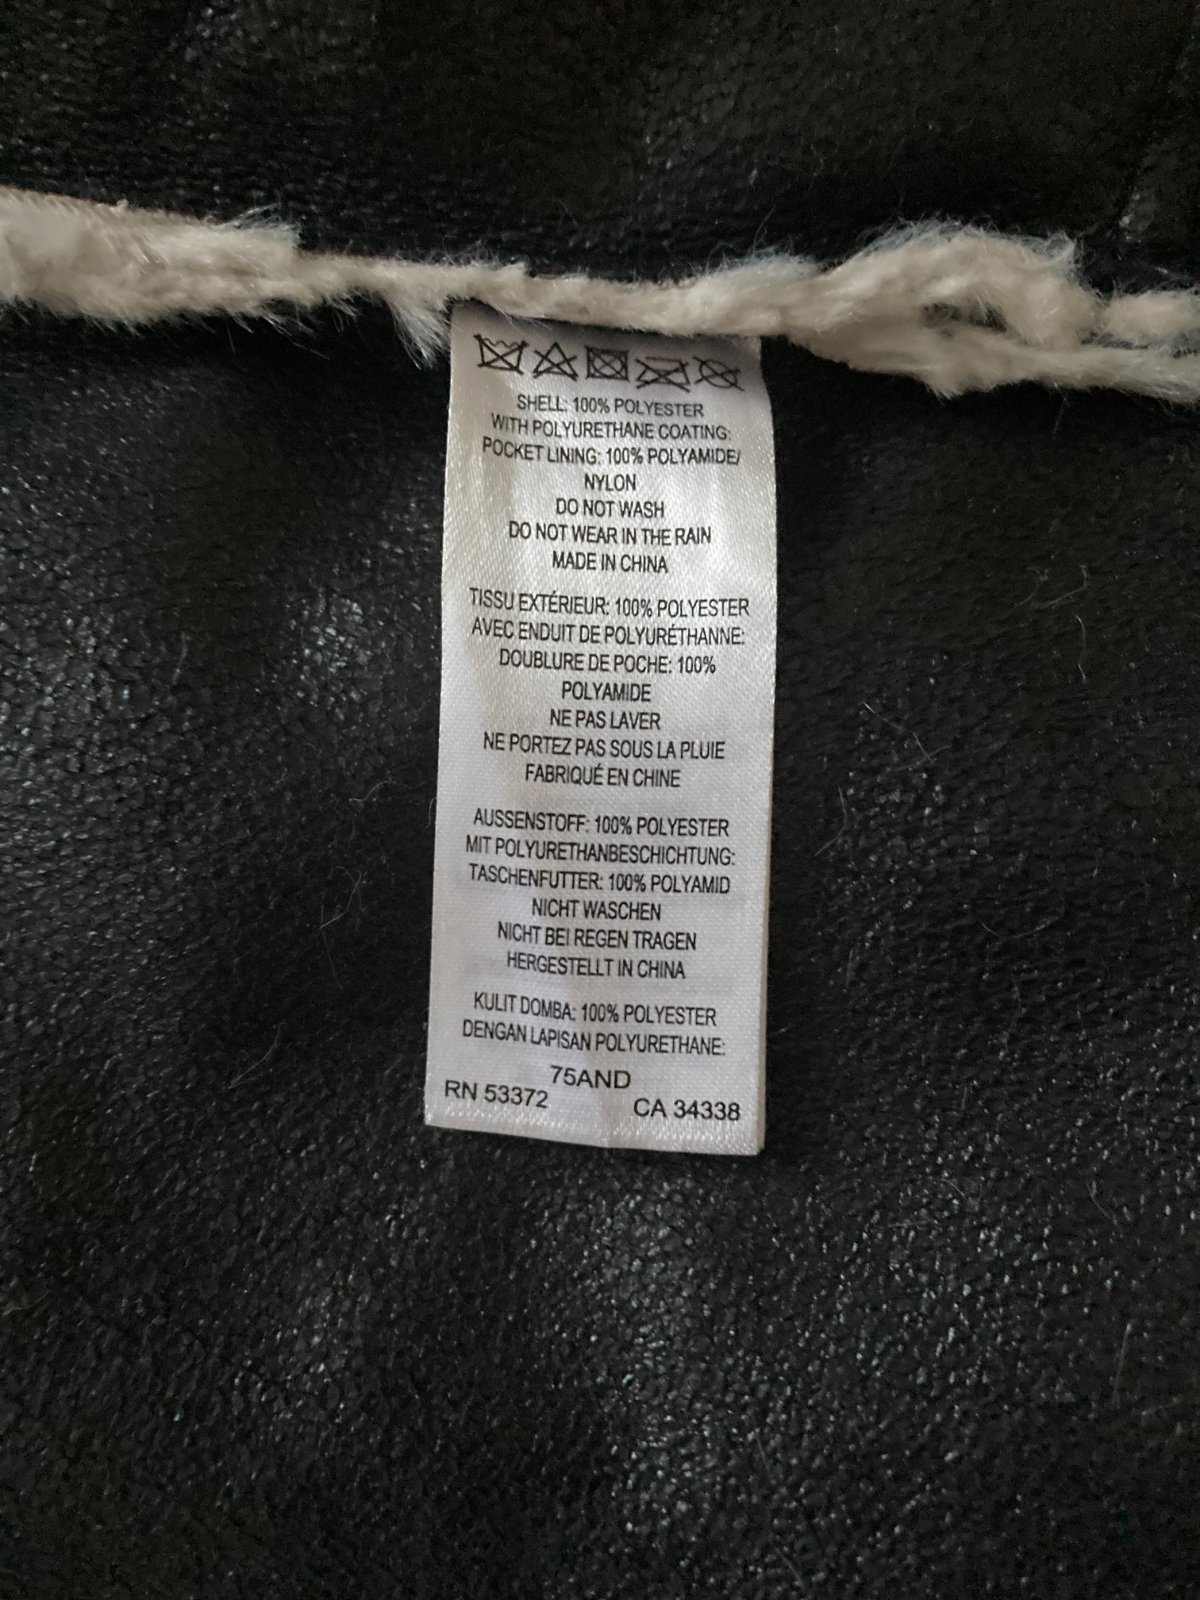 SHELL: 100% POLYESTER
WITH POLYURETHANE COATING:
POCKET LINING: 100% POLYAMIDE/
NYLON
DO NOT WASH
DO NOT WEAR IN THE RAIN
MADE IN CHINA
TISSU EXTÉRIEUR: 100% POLYESTER
AVEC ENDUIT DE POLYURÉTHANNE:
DOUBLURE DE POCHE: 100%
POLYAMIDE
NE PAS LAVER
NE PORTEZ PAS SOUS LA PLUIE
FABRIQUÉ EN CHINE
AUSSENSTOFF: 100% POLYESTER
MIT POLYURETHANBESCHICHTUNG:
TASCHENFUTTER: 100% POLYAMID
NICHT WASCHEN
NICHT BEI REGEN TRAGEN
HERGESTELLT IN CHINA
KULIT DOMBA: 100% POLYESTER
DENGAN LAPISAN POLYURETHANE:
75AND
RN 53372 CA 34338